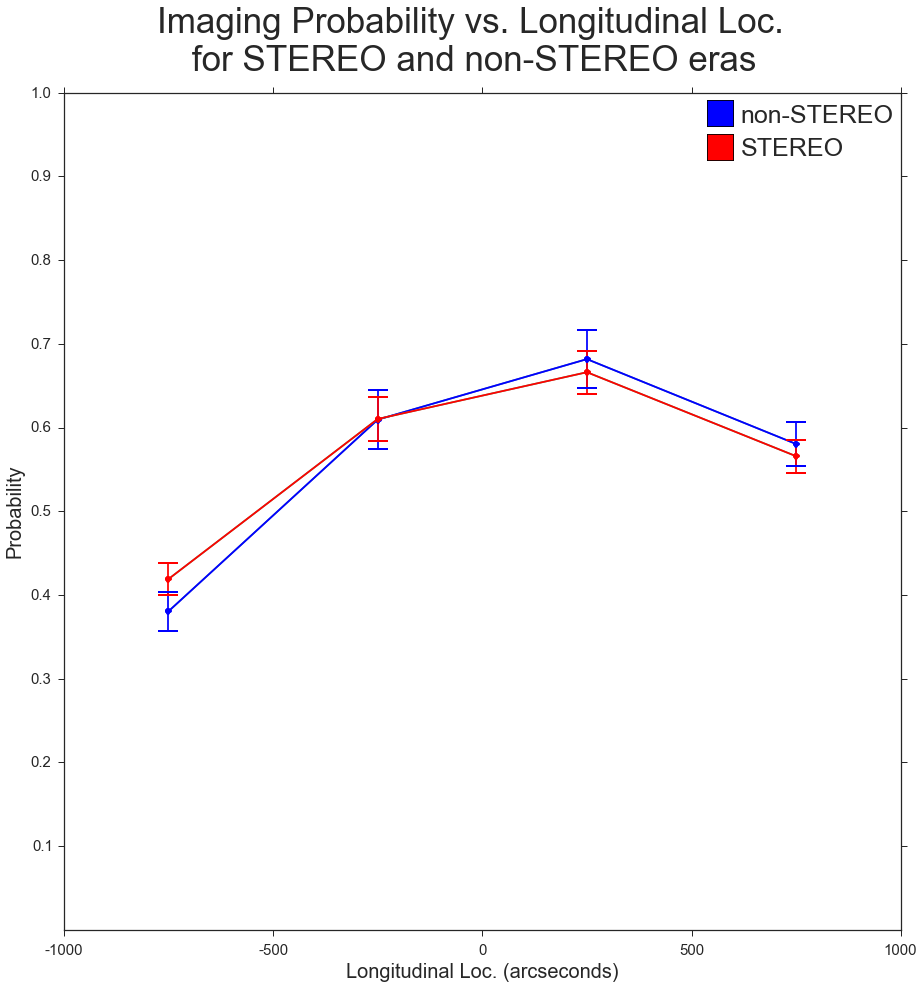 Imaging Probability vs. Longitudinal Loc.
for STEREO and non-STEREO eras
non-STEREO
STEREO
1.0
0.9
0.8
0.7
0.6
0.5
0.4
0.3
0.2
0.1
Probability
-1000
-500
0
500
1000
Longitudinal Loc. (arcseconds)